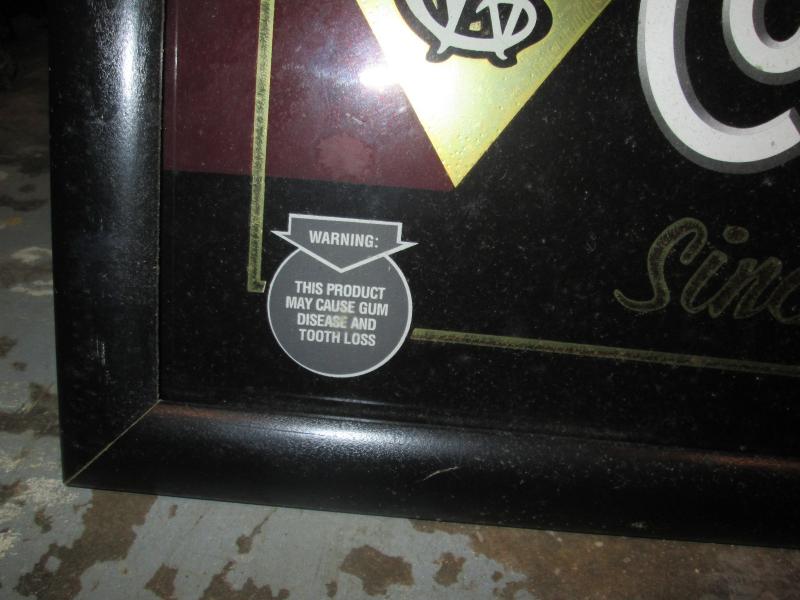 WARNING:
THIS PRODUCT
MAY CAUSE GUM
DISEASE AND
TOOTH LOSS